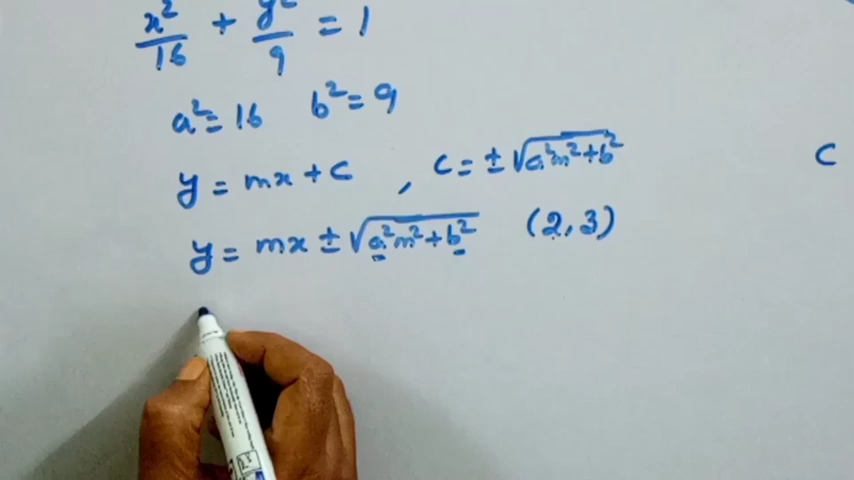 x²/16 + y²/9 = 1
a² = 16 b² = 9
y = mx + c , c = ± √(a²m² + b²) c
y = mx ± √(a²m² + b²) (2, 3)